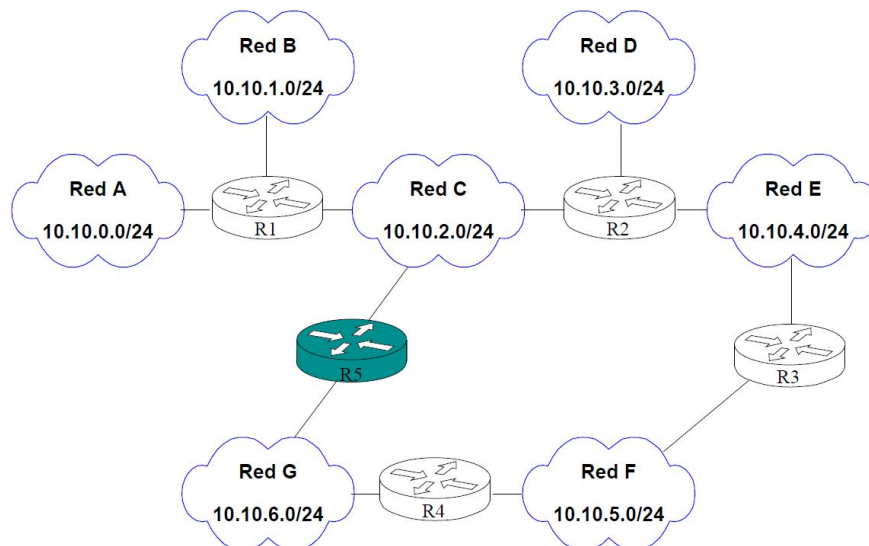 Red B
10.10.1.0/24
Red D
10.10.3.0/24
Red A
10.10.0.0/24
R1
Red C
10.10.2.0/24
R2
Red E
10.10.4.0/24
R5
R3
Red G
10.10.6.0/24
R4
Red F
10.10.5.0/24